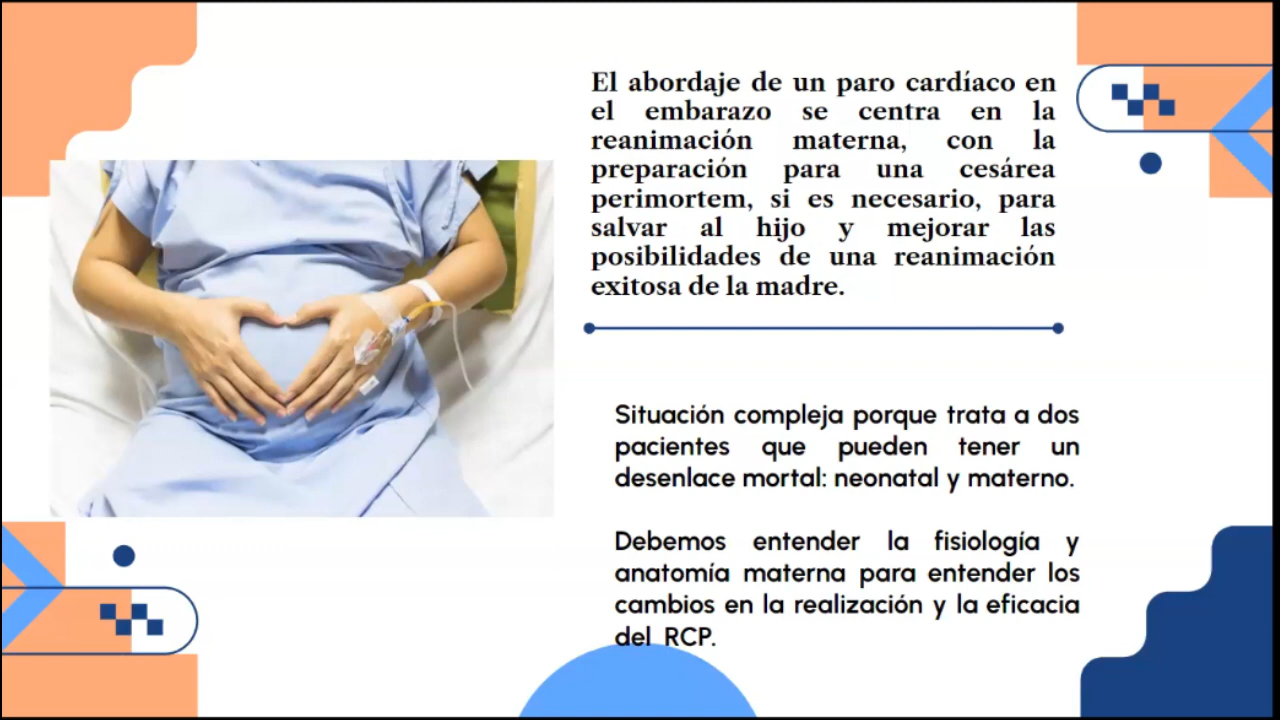 El abordaje de un paro cardíaco en
el embarazo se centra en la
reanimación materna, con la
preparación para una cesárea
perimortem, si es necesario, para
salvar al hijo y mejorar las
posibilidades de una reanimación
exitosa de la madre.
Situación compleja porque trata a dos
pacientes que pueden tener un
desenlace mortal: neonatal y materno.
Debemos entender la fisiología y
anatomía materna para entender los
cambios en la realización y la eficacia
del RCP.